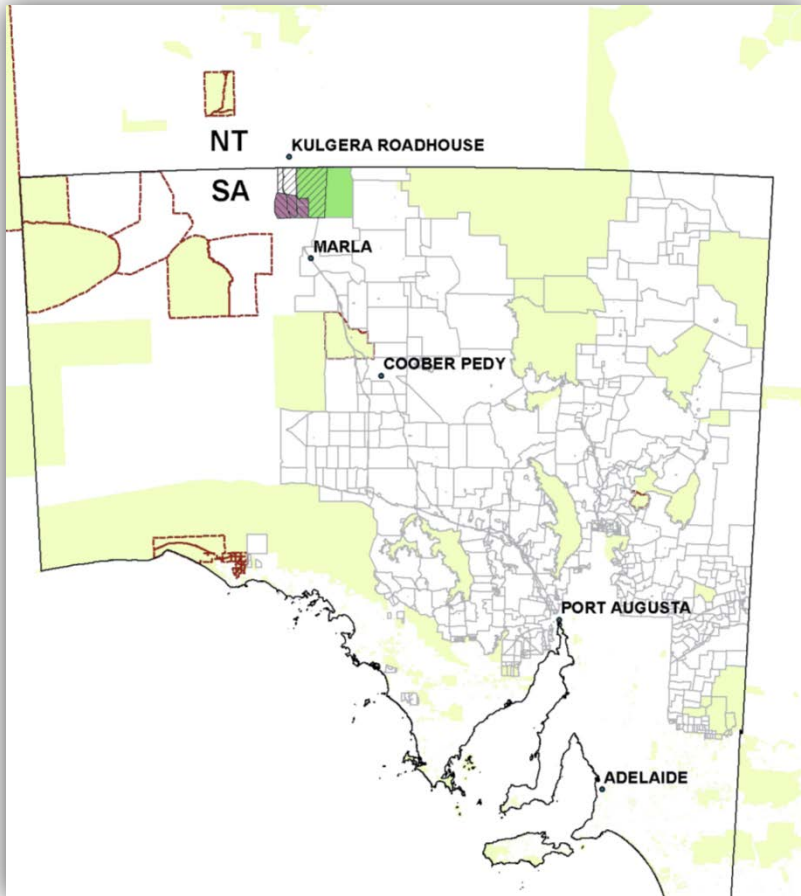 NT
KULGERA ROADHOUSE
SA
MARLA
COOBER PEDY
PORT AUGUSTA
ADELAIDE